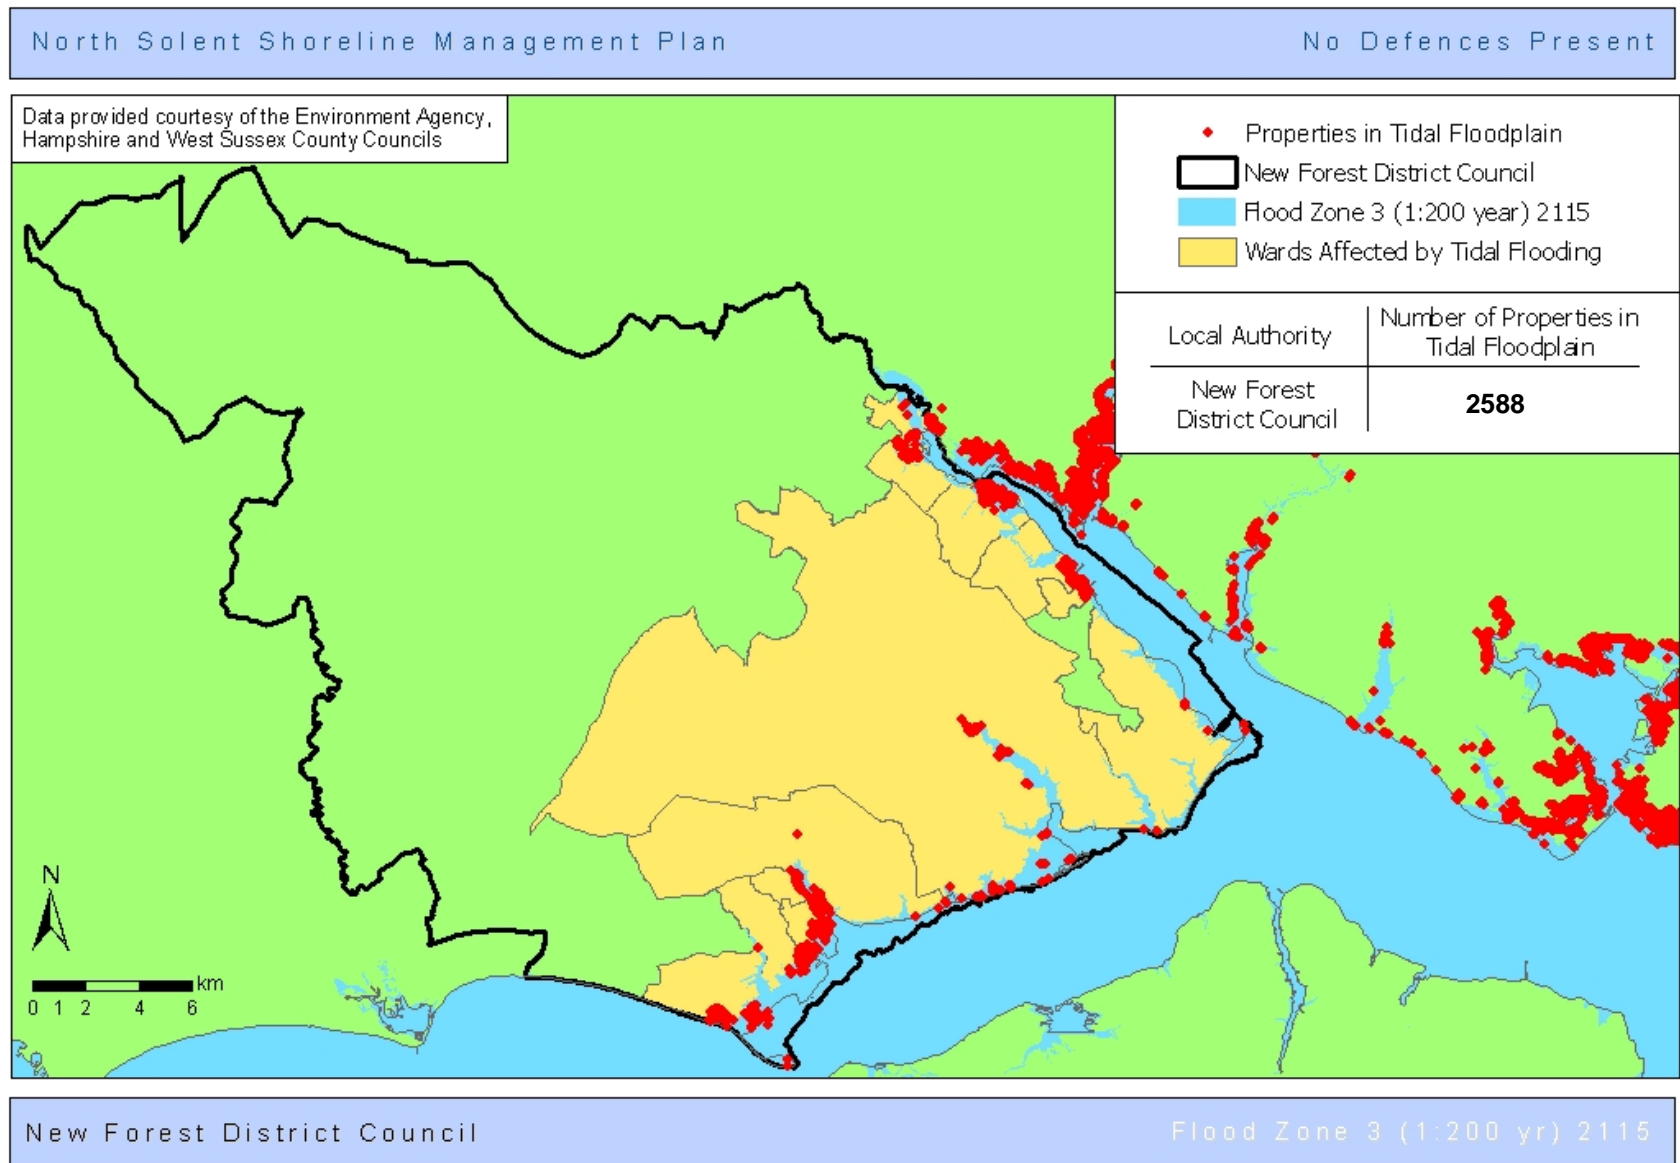 North Solent Shoreline Management Plan
No Defences Present
Data provided courtesy of the Environment Agency,
Hampshire and West Sussex County Councils
Properties in Tidal Floodplain
New Forest District Council
Flood Zone 3 (1:200 year) 2115
Wards Affected by Tidal Flooding
Local Authority
Number of Properties in
Tidal Floodplain
New Forest
District Council
2588
N
km
0 1 2 4 6
New Forest District Council
Flood Zone 3 (1:200 yr) 2115